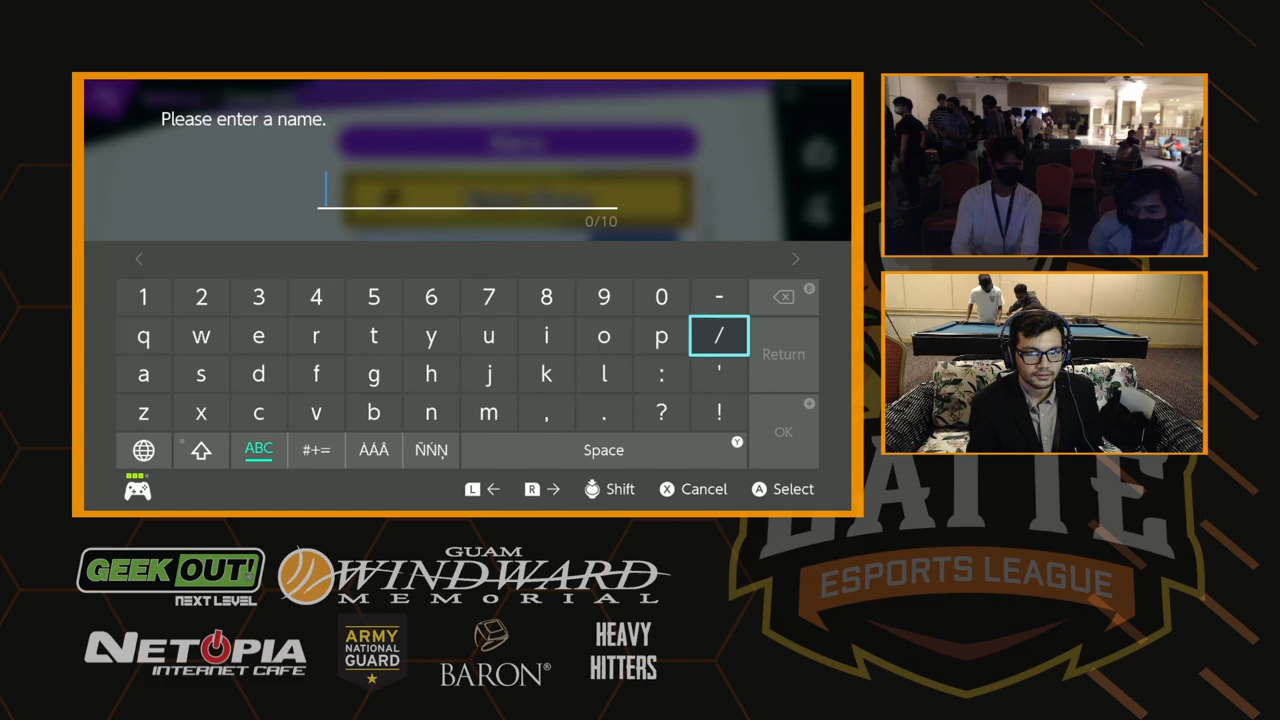 Please enter a name.
0/10
1 2 3 4 5 6 7 8 9 0 -
q w e r t y u i o p /
Return
a s d f g h j k l : '
z x c v b n m , . ? !
OK
ABC #+= ÀÁÂ ÑŃŅ Space
L ← R → Shift X Cancel A Select
B
+
Y
LATTE
ESPORTS LEAGUE
GEEK OUT!
NEXT LEVEL
GUAM
WINDWARD
MEMORIAL
NETOPIA
INTERNET CAFE
ARMY
NATIONAL
GUARD
BARON®
HEAVY
HITTERS